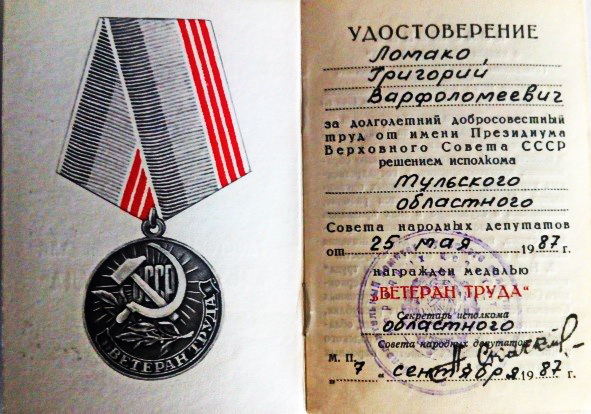 СССР
ВЕТЕРАН ТРУДА
УДОСТОВЕРЕНИЕ
Ломако
Григорий
Варфоломеевич
за долголетний добросовестный
труд от имени Президиума
Верховного Совета СССР
решением исполкома
Тульского
областного
Совета народных депутатов
от 25 мая 1987 г.
награжден медалью
„ВЕТЕРАН ТРУДА“
Секретарь исполкома
областного
Совета народных депутатов
М. П.
„7“ сентября 1987 г.